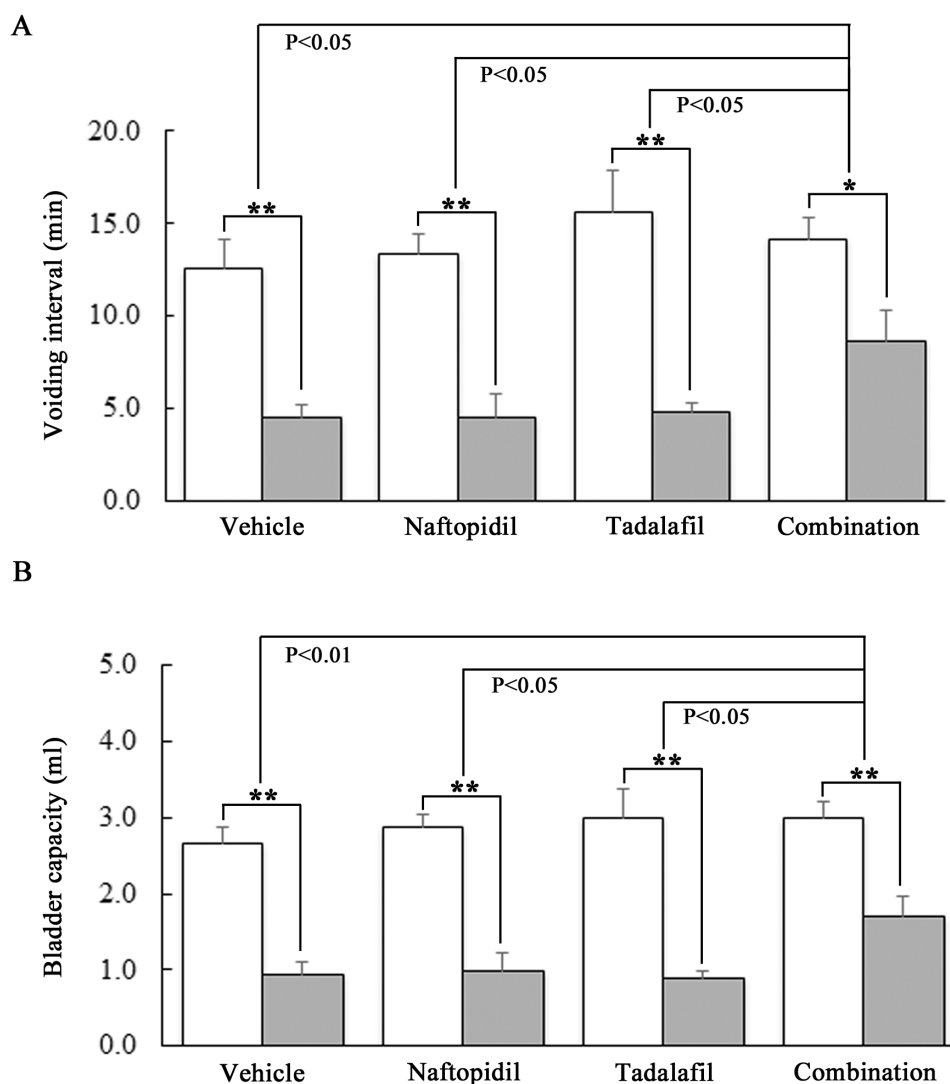 A
P<0.05
P<0.05
P<0.05
20.0
15.0
10.0
5.0
0.0
Voiding interval (min)
**
**
**
*
Vehicle Naftopidil Tadalafil Combination
B
P<0.01
P<0.05
P<0.05
5.0
4.0
3.0
2.0
1.0
0.0
Bladder capacity (ml)
**
**
**
**
Vehicle Naftopidil Tadalafil Combination